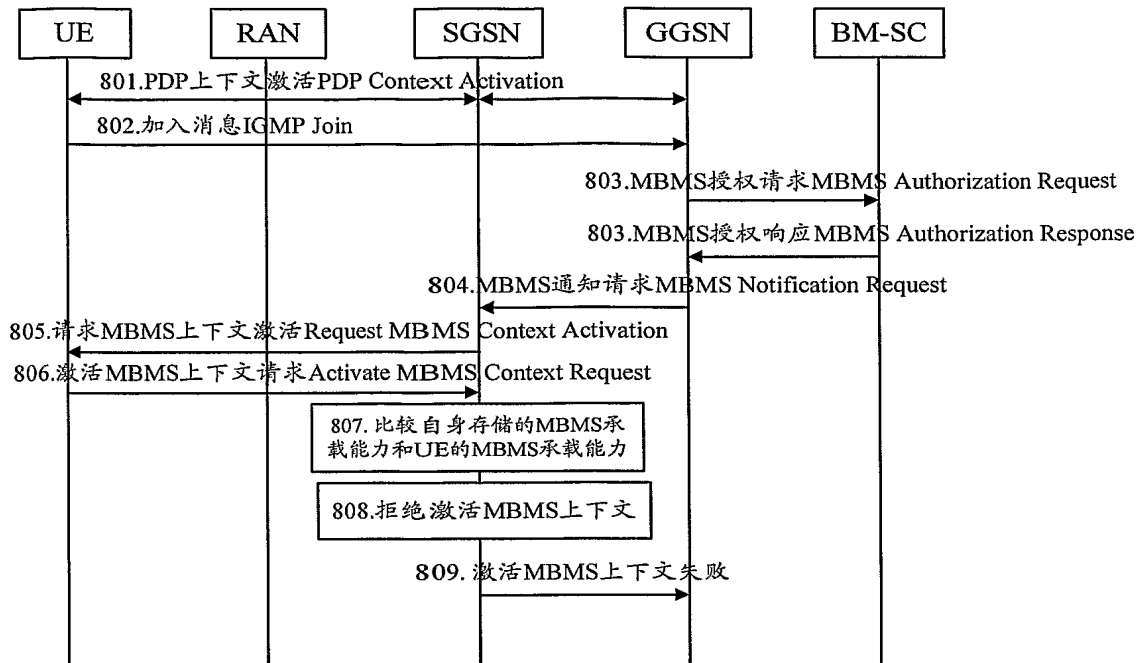 UE
RAN
SGSN
GGSN
BM-SC
801.PDP上下文激活PDP Context Activation
802.加入消息IGMP Join
803.MBMS授权请求MBMS Authorization Request
803.MBMS授权响应MBMS Authorization Response
804.MBMS通知请求MBMS Notification Request
805.请求MBMS上下文激活Request MBMS Context Activation
806.激活MBMS上下文请求Activate MBMS Context Request
807. 比较自身存储的MBMS承
载能力和UE的MBMS承载能力
808.拒绝激活MBMS上下文
809. 激活MBMS上下文失败